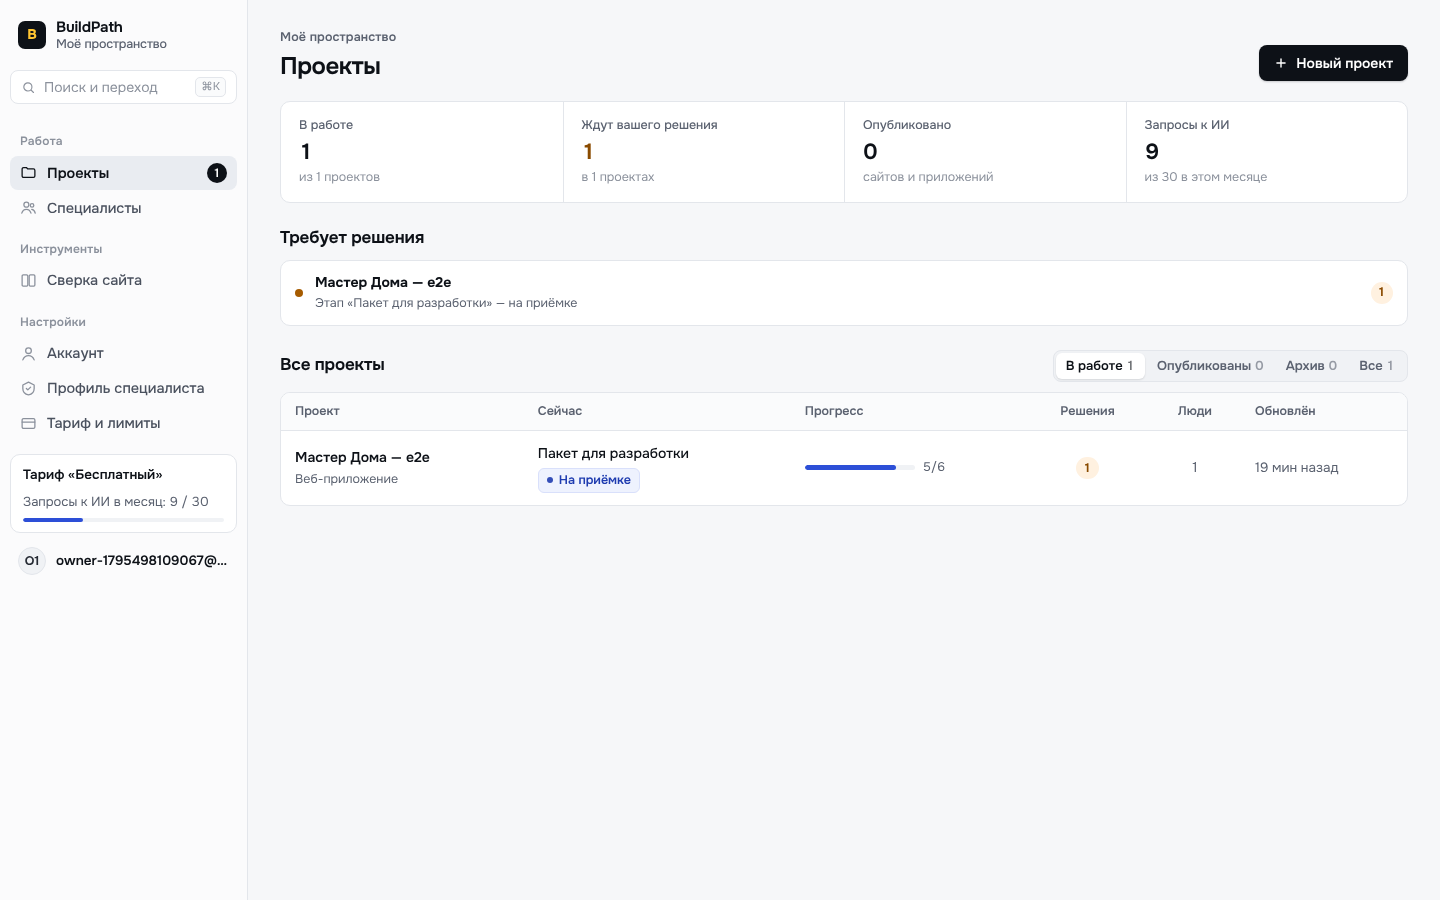 B
BuildPath
Моё пространство
Поиск и переход ⌘K
Работа
Проекты 1
Специалисты
Инструменты
Сверка сайта
Настройки
Аккаунт
Профиль специалиста
Тариф и лимиты
Тариф «Бесплатный»
Запросы к ИИ в месяц: 9 / 30
O1 owner-1795498109067@...
Моё пространство
Проекты
+ Новый проект
В работе
1
из 1 проектов
Ждут вашего решения
1
в 1 проектах
Опубликовано
0
сайтов и приложений
Запросы к ИИ
9
из 30 в этом месяце
Требует решения
Мастер Дома — e2e
Этап «Пакет для разработки» — на приёмке
1
Все проекты
В работе 1 Опубликованы 0 Архив 0 Все 1
Проект Сейчас Прогресс Решения Люди Обновлён
Мастер Дома — e2e
Веб-приложение
Пакет для разработки
На приёмке
5/6
1
1
19 мин назад